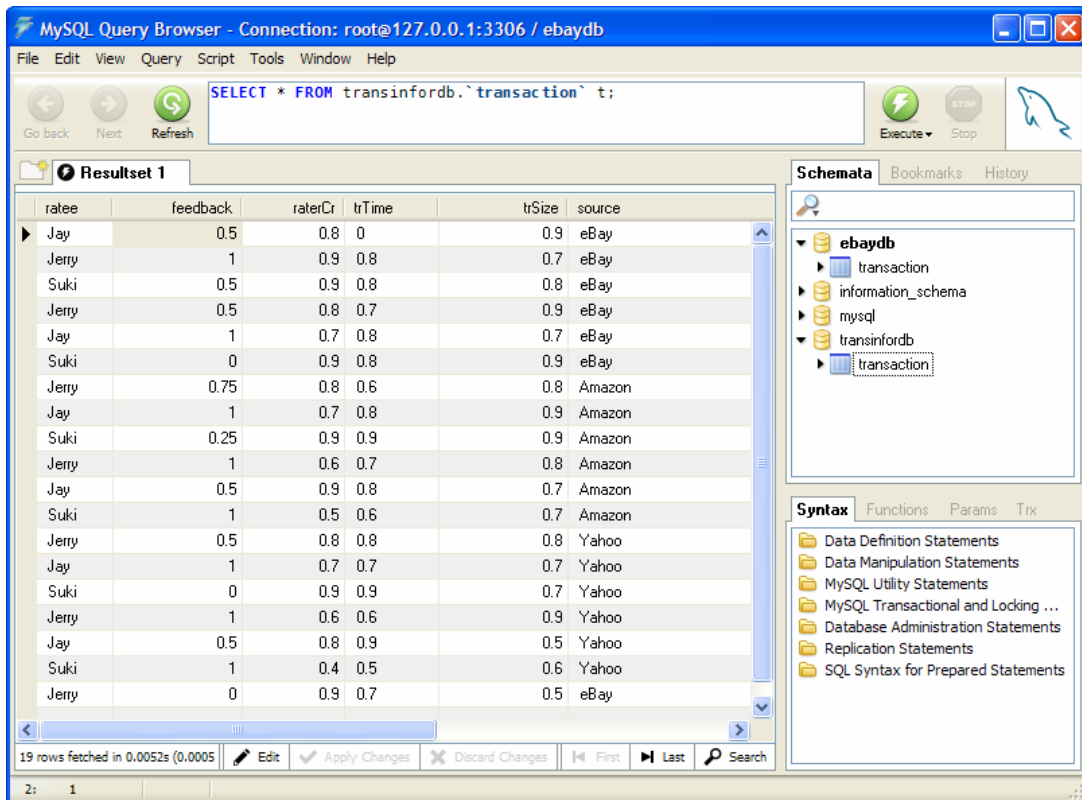 MySQL Query Browser - Connection: root@127.0.0.1:3306 / ebaydb
File Edit View Query Script Tools Window Help
SELECT * FROM transinfordb.`transaction` t;
Go back Next Refresh Execute STOP Stop
Resultset 1
ratee feedback raterCr trTime trSize source
Jay 0.5 0.8 0 0.9 eBay
Jerry 1 0.9 0.8 0.7 eBay
Suki 0.5 0.9 0.8 0.8 eBay
Jerry 0.5 0.8 0.7 0.9 eBay
Jay 1 0.7 0.8 0.7 eBay
Suki 0 0.9 0.8 0.9 eBay
Jerry 0.75 0.8 0.6 0.8 Amazon
Jay 1 0.7 0.8 0.9 Amazon
Suki 0.25 0.9 0.9 0.9 Amazon
Jerry 1 0.6 0.7 0.8 Amazon
Jay 0.5 0.9 0.8 0.7 Amazon
Suki 1 0.5 0.6 0.7 Amazon
Jerry 0.5 0.8 0.8 0.8 Yahoo
Jay 1 0.7 0.7 0.7 Yahoo
Suki 0 0.9 0.9 0.7 Yahoo
Jerry 1 0.6 0.6 0.9 Yahoo
Jay 0.5 0.8 0.9 0.5 Yahoo
Suki 1 0.4 0.5 0.6 Yahoo
Jerry 0 0.9 0.7 0.5 eBay
19 rows fetched in 0.0052s (0.0005 Edit Apply Changes Discard Changes First Last Search
Schemata Bookmarks History
ebaydb
transaction
information_schema
mysql
transinfordb
transaction
Syntax Functions Params Trx
Data Definition Statements
Data Manipulation Statements
MySQL Utility Statements
MySQL Transactional and Locking ...
Database Administration Statements
Replication Statements
SQL Syntax for Prepared Statements
2: 1